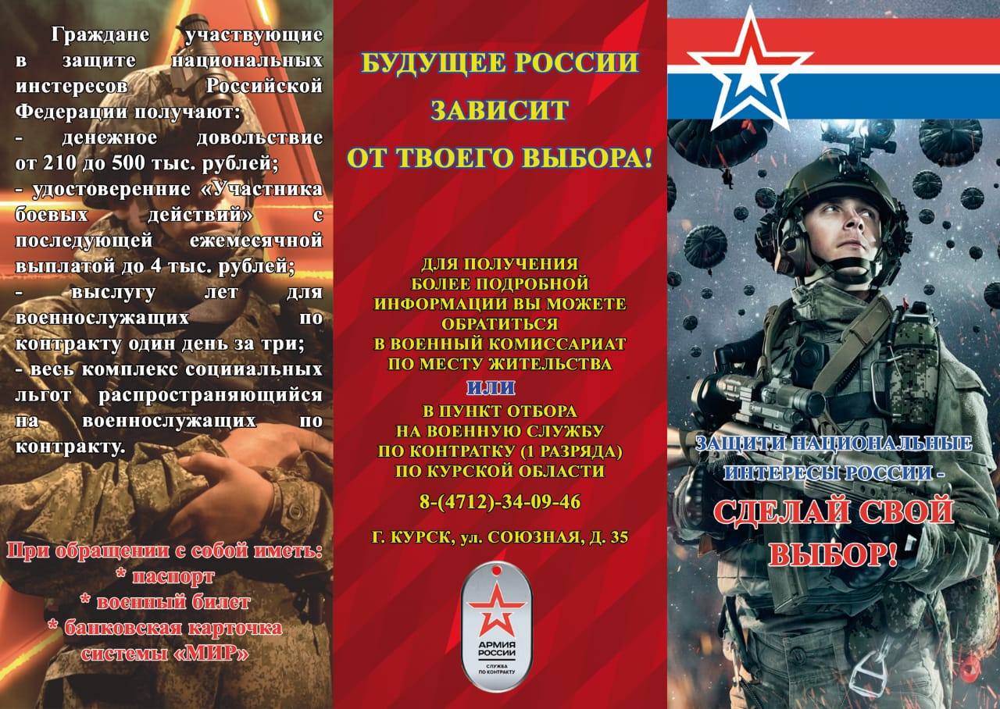 Граждане участвующие
в защите национальных
инстересов Российской
Федерации получают:
- денежное довольствие
от 210 до 500 тыс. рублей;
- удостоверенние «Участника
боевых действий» с
последующей ежемесячной
выплатой до 4 тыс. рублей;
- выслугу лет для
военнослужащих по
контракту один день за три;
- весь комплекс социиальных
льгот распространяющийся
на военнослужащих по
контракту.
При обращении с собой иметь:
* паспорт
* военный билет
* банковская карточка
системы «МИР»
БУДУЩЕЕ РОССИИ
ЗАВИСИТ
ОТ ТВОЕГО ВЫБОРА!
ДЛЯ ПОЛУЧЕНИЯ
БОЛЕЕ ПОДРОБНОЙ
ИНФОРМАЦИИ ВЫ МОЖЕТЕ
ОБРАТИТЬСЯ
В ВОЕННЫЙ КОМИССАРИАТ
ПО МЕСТУ ЖИТЕЛЬСТВА
ИЛИ
В ПУНКТ ОТБОРА
НА ВОЕННУЮ СЛУЖБУ
ПО КОНТРАТКУ (1 РАЗРЯДА)
ПО КУРСКОЙ ОБЛАСТИ
8-(4712)-34-09-46
Г. КУРСК, ул. СОЮЗНАЯ, Д. 35
АРМИЯ
РОССИИ
СЛУЖБА
ПО КОНТРАКТУ
ЗАЩИТИ НАЦИОНАЛЬНЫЕ
ИНТЕРЕСЫ РОССИИ -
СДЕЛАЙ СВОЙ
ВЫБОР!